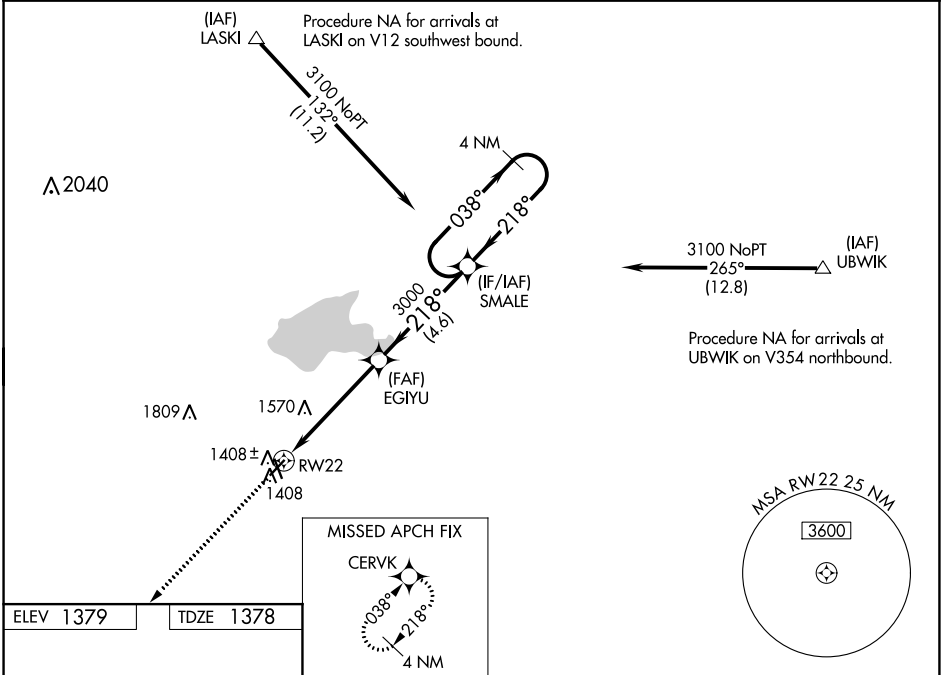 (IAF)
LASKI
Procedure NA for arrivals at
LASKI on V12 southwest bound.
3100 NoPT
132°
(11.2)
4 NM
2040
038°
218°
(IF/IAF)
SMALE
3100 NoPT
265°
(12.8)
(IAF)
UBWIK
3000
218°
(4.6)
Procedure NA for arrivals at
UBWIK on V354 northbound.
(FAF)
EGIYU
1809
1570
1408 ±
RW22
1408
MSA RW 22 25 NM
3600
MISSED APCH FIX
CERVK
038°
218°
4 NM
ELEV 1379
TDZE 1378